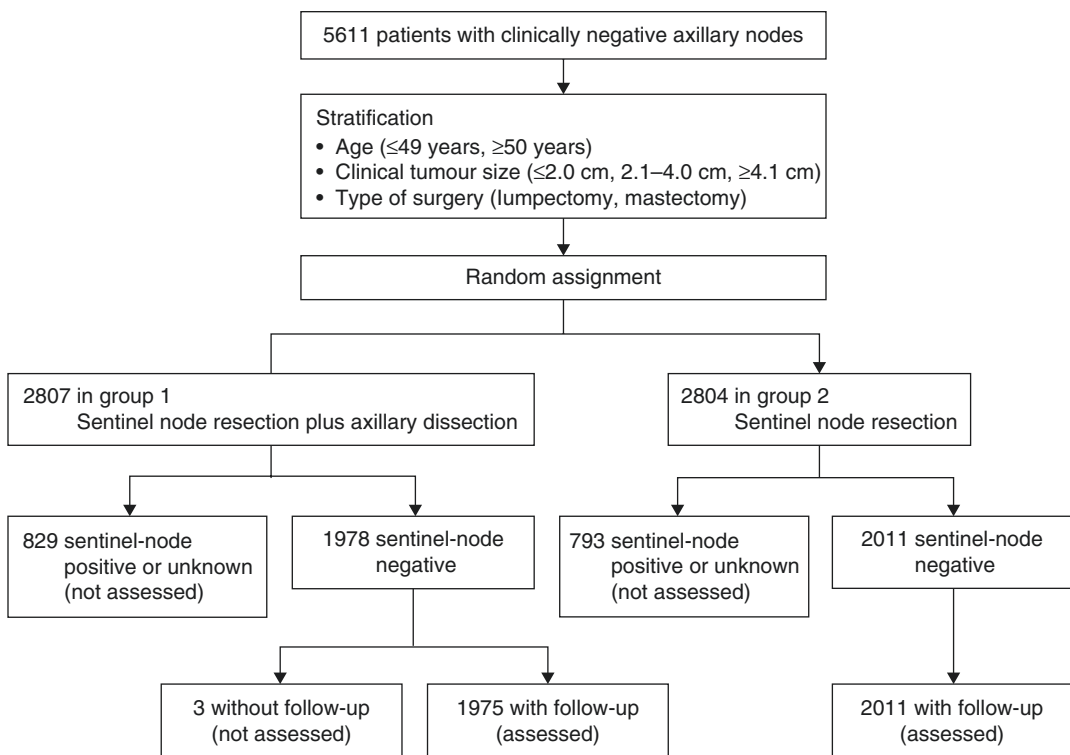 5611 patients with clinically negative axillary nodes
Stratification
• Age (≤49 years, ≥50 years)
• Clinical tumour size (≤2.0 cm, 2.1–4.0 cm, ≥4.1 cm)
• Type of surgery (lumpectomy, mastectomy)
Random assignment
2807 in group 1
Sentinel node resection plus axillary dissection
2804 in group 2
Sentinel node resection
829 sentinel-node
positive or unknown
(not assessed)
1978 sentinel-node
negative
793 sentinel-node
positive or unknown
(not assessed)
2011 sentinel-node
negative
3 without follow-up
(not assessed)
1975 with follow-up
(assessed)
2011 with follow-up
(assessed)